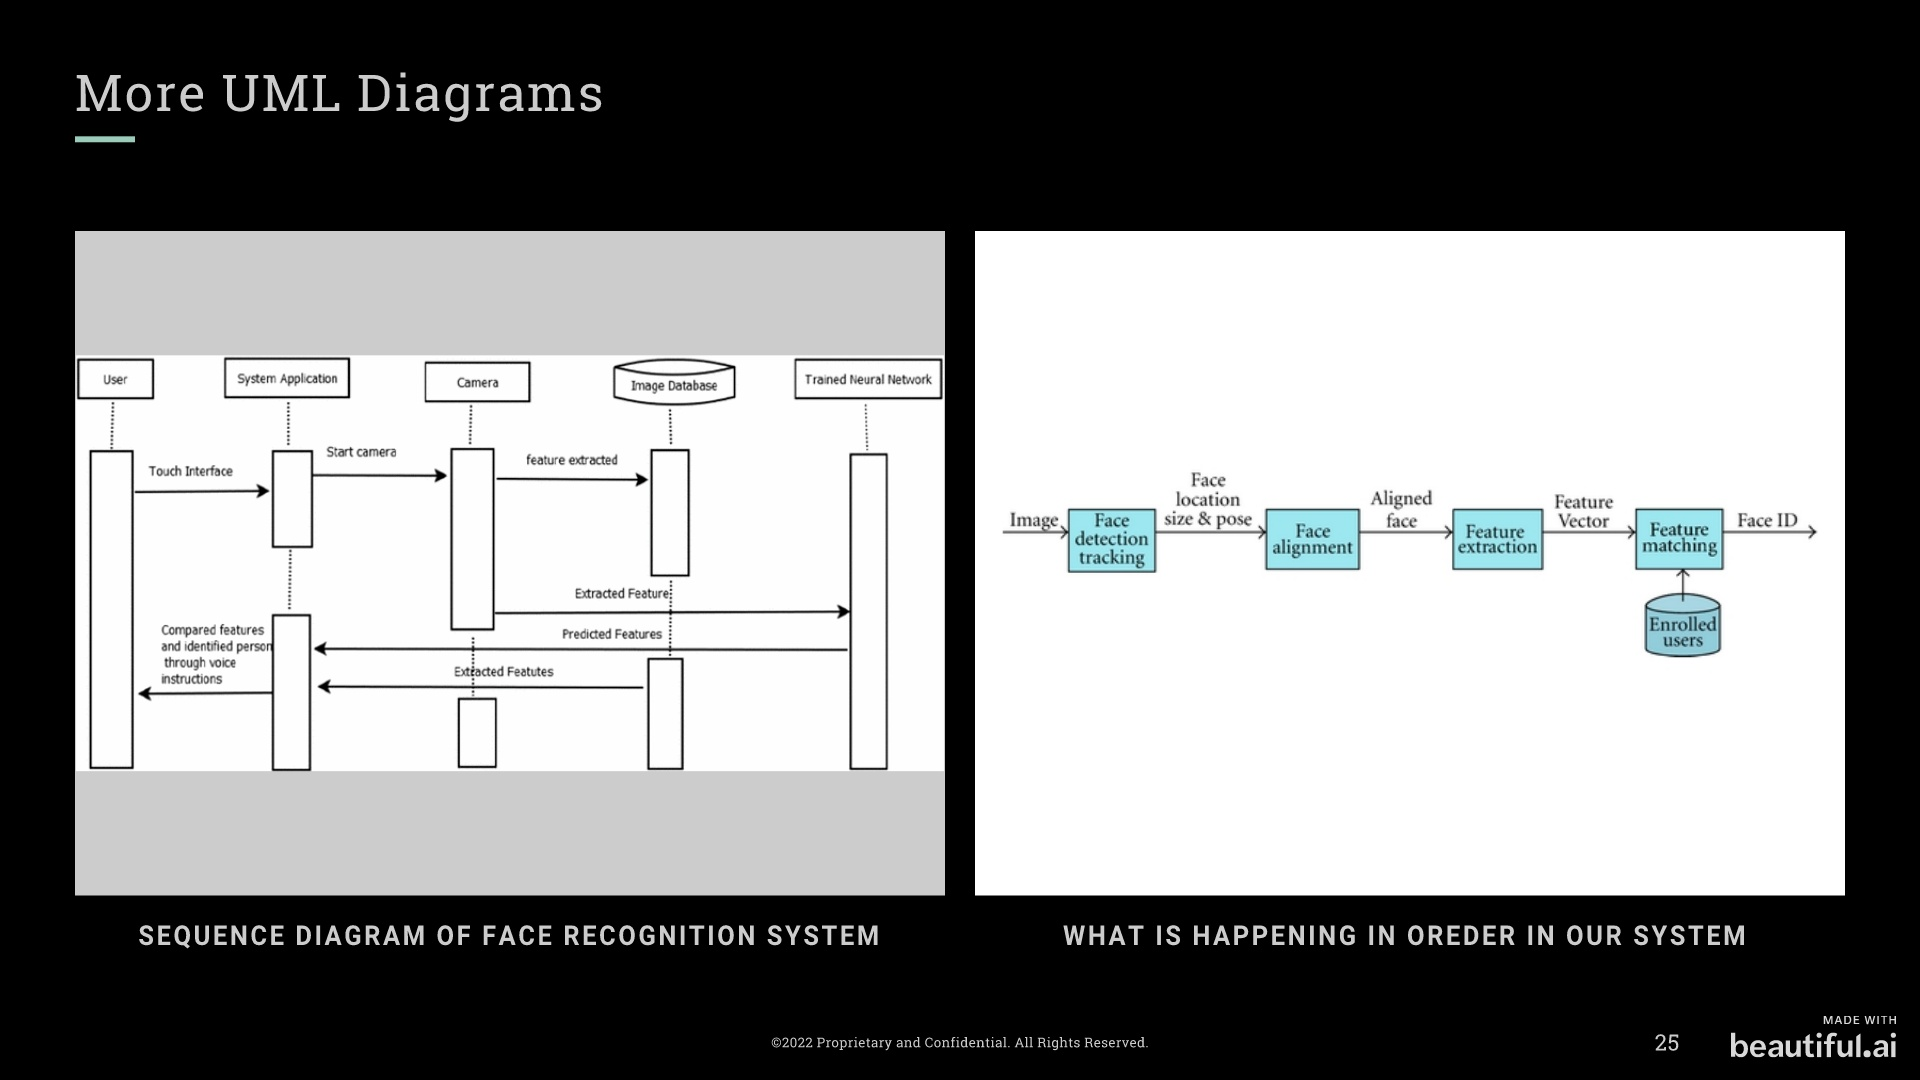 More UML Diagrams
User
System Application
Camera
Image Database
Trained Neural Network
Touch Interface
Start camera
feature extracted
Extracted Feature
Predicted Features
Extracted Featutes
Compared features
and identified person
through voice
instructions
Image
Face
detection
tracking
Face
location
size & pose
Face
alignment
Aligned
face
Feature
extraction
Feature
Vector
Feature
matching
Face ID
Enrolled
users
SEQUENCE DIAGRAM OF FACE RECOGNITION SYSTEM
WHAT IS HAPPENING IN OREDER IN OUR SYSTEM
©2022 Proprietary and Confidential. All Rights Reserved.
25
MADE WITH
beautiful.ai